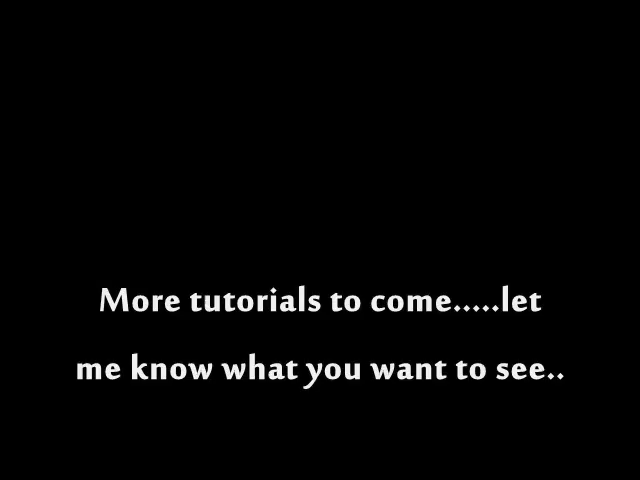 More tutorials to come.....let
me know what you want to see..